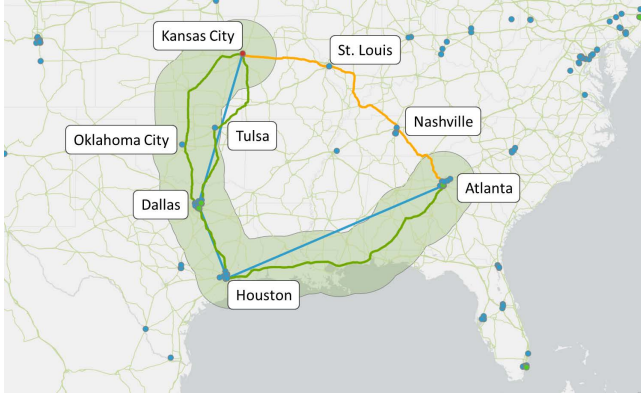 Kansas City
St. Louis
Oklahoma City
Tulsa
Nashville
Dallas
Atlanta
Houston